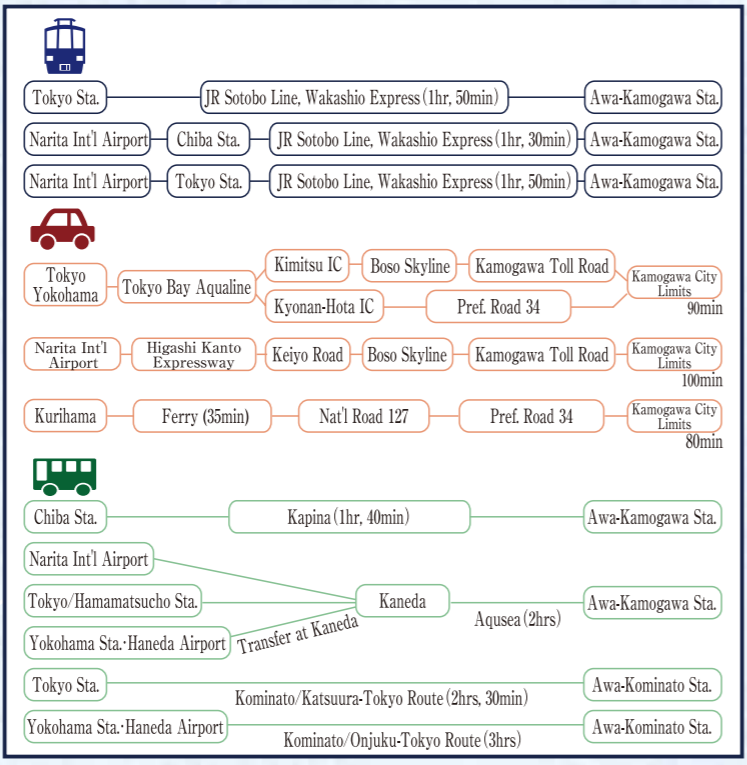 Tokyo Sta.
JR Sotobo Line, Wakashio Express (1hr, 50min)
Awa-Kamogawa Sta.
Narita Int'l Airport
Chiba Sta.
JR Sotobo Line, Wakashio Express (1hr, 30min)
Awa-Kamogawa Sta.
Narita Int'l Airport
Tokyo Sta.
JR Sotobo Line, Wakashio Express (1hr, 50min)
Awa-Kamogawa Sta.
Tokyo
Yokohama
Tokyo Bay Aqualine
Kimitsu IC
Boso Skyline
Kamogawa Toll Road
Kyonan-Hota IC
Pref. Road 34
Kamogawa City
Limits
90min
Narita Int'l
Airport
Higashi Kanto
Expressway
Keiyo Road
Boso Skyline
Kamogawa Toll Road
Kamogawa City
Limits
100min
Kurihama
Ferry (35min)
Nat'l Road 127
Pref. Road 34
Kamogawa City
Limits
80min
Chiba Sta.
Kapina (1hr, 40min)
Awa-Kamogawa Sta.
Narita Int'l Airport
Tokyo/Hamamatsucho Sta.
Yokohama Sta.·Haneda Airport
Transfer at Kaneda
Kaneda
Aqusea (2hrs)
Awa-Kamogawa Sta.
Tokyo Sta.
Kominato/Katsuura-Tokyo Route (2hrs, 30min)
Awa-Kominato Sta.
Yokohama Sta.·Haneda Airport
Kominato/Onjuku-Tokyo Route (3hrs)
Awa-Kominato Sta.